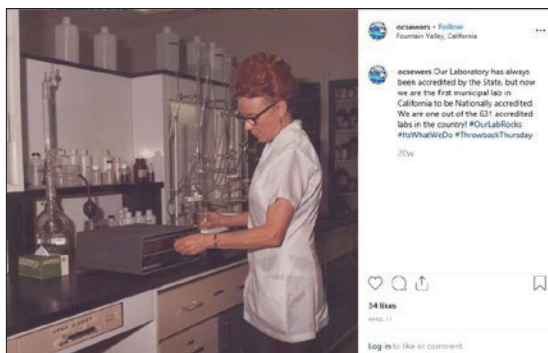 ocsewers • Follow
Fountain Valley, California
ocsewers Our Laboratory has always
been accredited by the State, but now
we are the first municipal lab in
California to be Nationally accredited.
We are one out of the 631 accredited
labs in the country! #OurLabRocks
#ItsWhatWeDo #ThrowbackThursday
20w
34 likes
APRIL 11
Log in to like or comment.